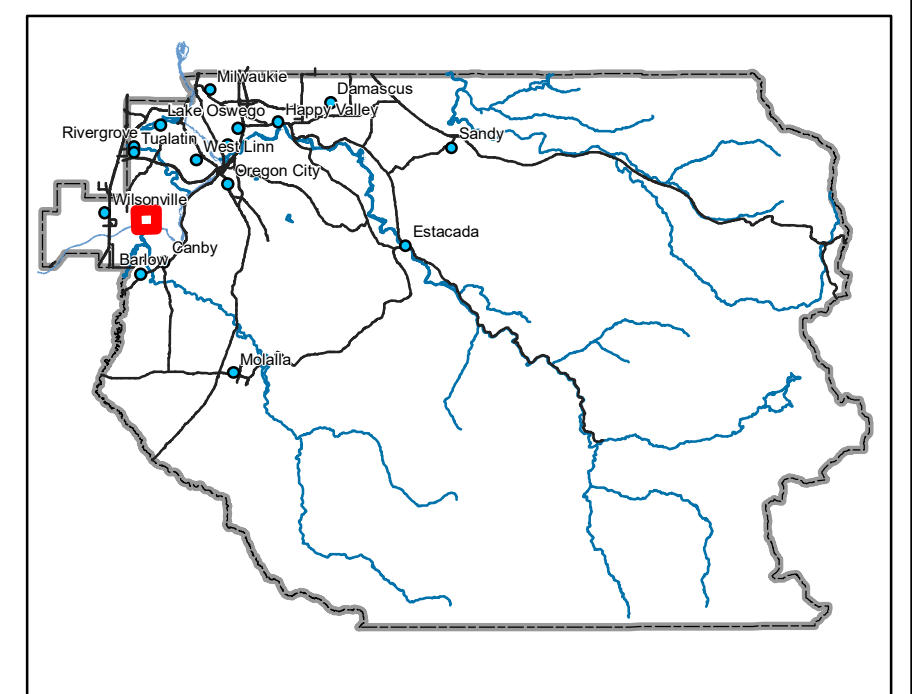 Milwaukie
Damascus
Lake Oswego
Happy Valley
Rivergrove
Tualatin
West Linn
Sandy
Oregon City
Wilsonville
Estacada
Canby
Barlow
Molalla